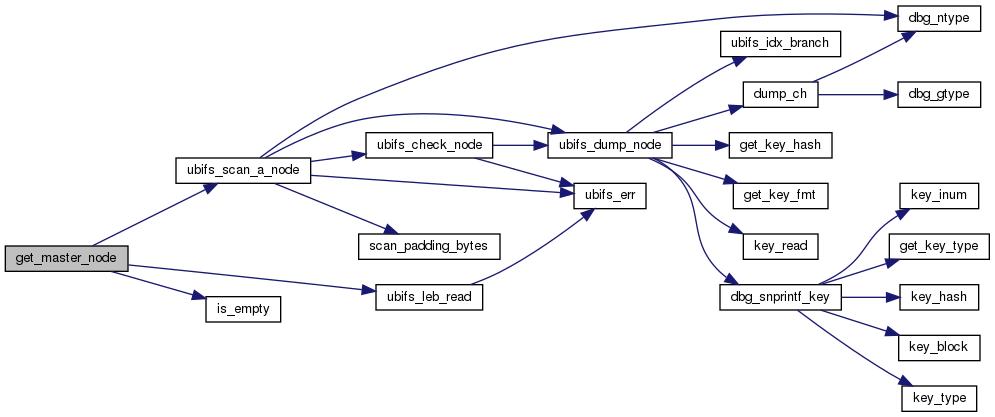 get_master_node
ubifs_scan_a_node
is_empty
ubifs_leb_read
ubifs_check_node
scan_padding_bytes
ubifs_dump_node
ubifs_err
ubifs_idx_branch
dump_ch
get_key_hash
get_key_fmt
key_read
dbg_snprintf_key
dbg_ntype
dbg_gtype
key_inum
get_key_type
key_hash
key_block
key_type